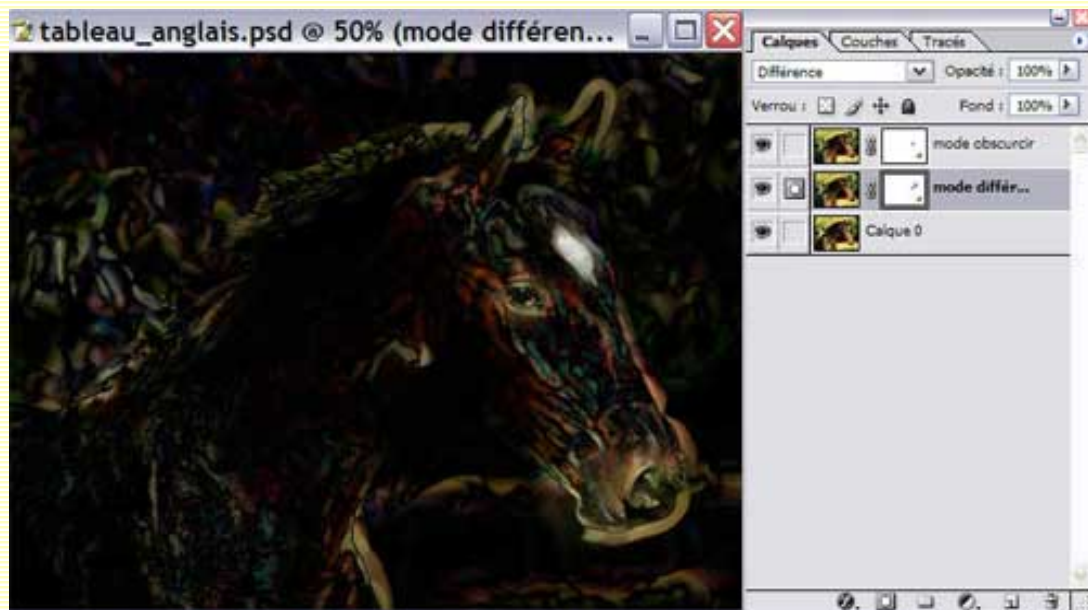 tableau_anglais.psd @ 50% (mode différen...
Calques Couches Tracés
Différence Opacité : 100%
Verrou : Fond : 100%
mode obscurcir
mode différ...
Calque 0